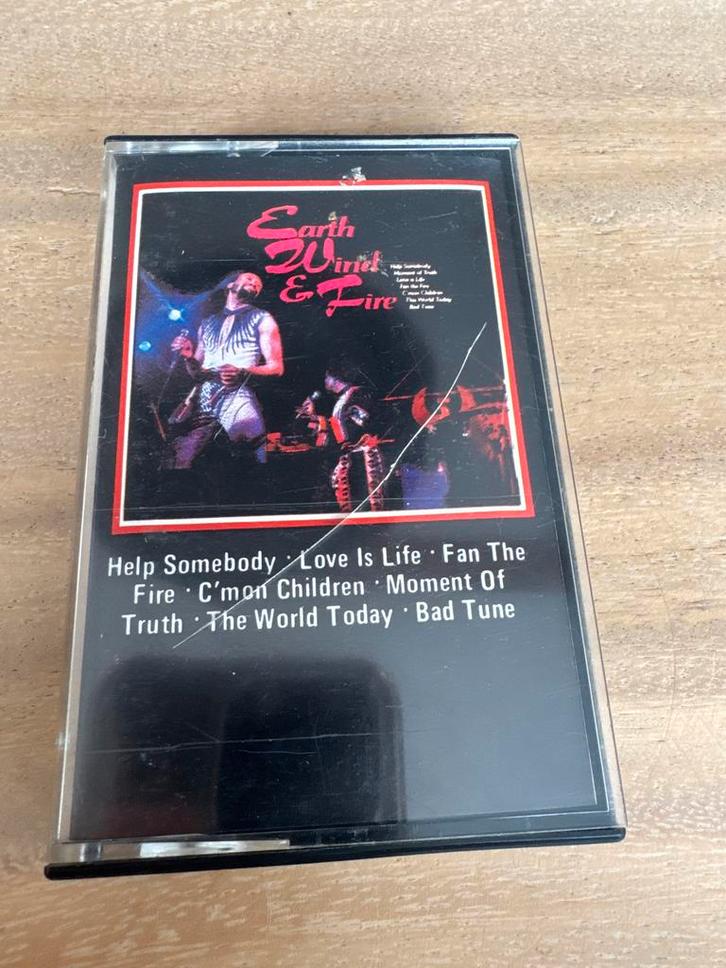 Earth
Wind
& Fire
Help Somebody
Moment of Truth
Love is Life
Fan the Fire
C'mon Children
The World Today
Bad Tune
Help Somebody · Love Is Life · Fan The
Fire · C'mon Children · Moment Of
Truth · The World Today · Bad Tune